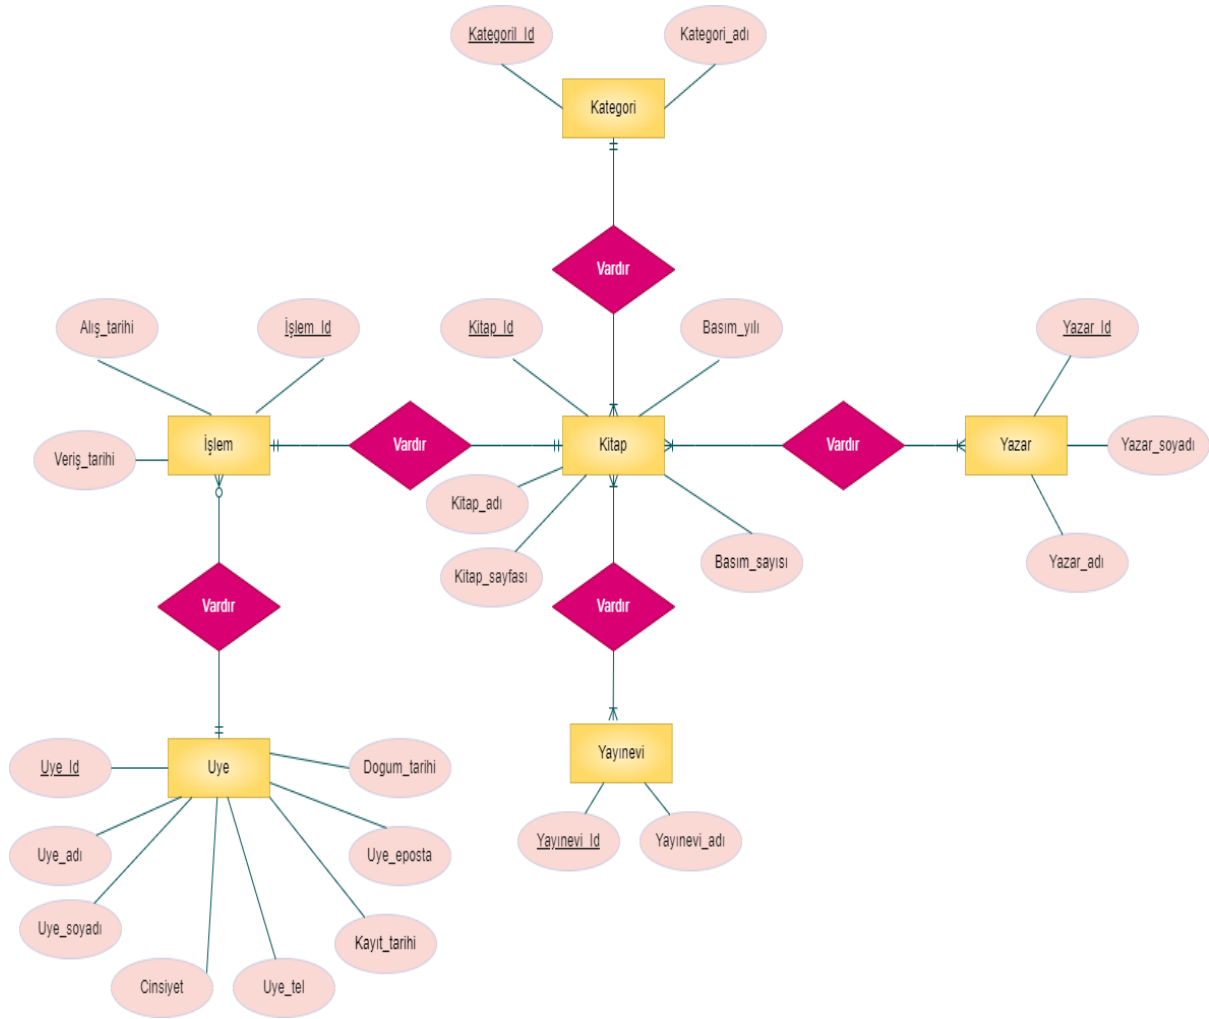 Kategoril_Id
Kategori_adı
Kategori
Vardır
Alış_tarihi
İşlem_Id
Kitap_Id
Basım_yılı
Yazar_Id
Veriş_tarihi
İşlem
Vardır
Kitap
Vardır
Yazar
Yazar_soyadı
Kitap_adı
Kitap_sayfası
Basım_sayısı
Yazar_adı
Vardır
Vardır
Uye_Id
Uye
Dogum_tarihi
Yayınevi
Uye_adı
Uye_eposta
Yayınevi_Id
Yayınevi_adı
Uye_soyadı
Kayıt_tarihi
Cinsiyet
Uye_tel